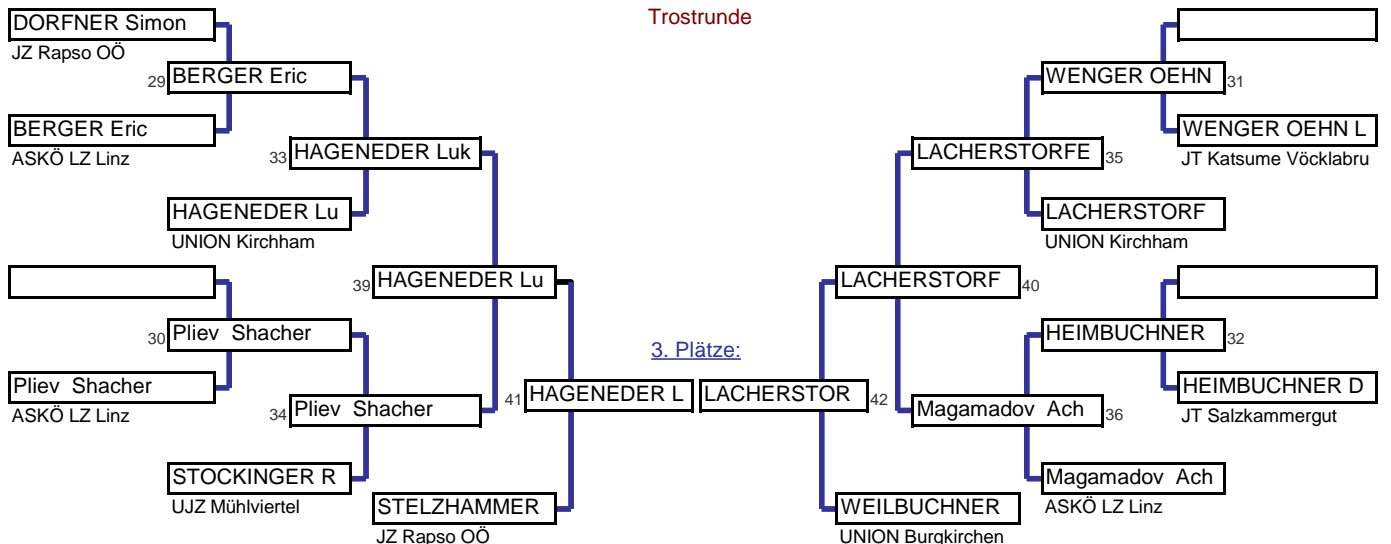 Trostrunde
DORFNER Simon
JZ Rapso OÖ
29 BERGER Eric
BERGER Eric
ASKÖ LZ Linz
33 HAGENEDER Luk
HAGENEDER Lu
UNION Kirchham
39 HAGENEDER Lu
30 Pliev Shacher
Pliev Shacher
ASKÖ LZ Linz
34 Pliev Shacher
STOCKINGER R
UJZ Mühlviertel
41 HAGENEDER L
STELZHAMMER
JZ Rapso OÖ
3. Plätze:
WENGER OEHN 31
WENGER OEHN L
JT Katsume Vöcklabru
LACHERSTORFE 35
LACHERSTORF
UNION Kirchham
LACHERSTORF 40
HEIMBUCHNER 32
HEIMBUCHNER D
JT Salzkammergut
LACHERSTOR 42
Magamadov Ach 36
Magamadov Ach
ASKÖ LZ Linz
WEILBUCHNER
UNION Burgkirchen